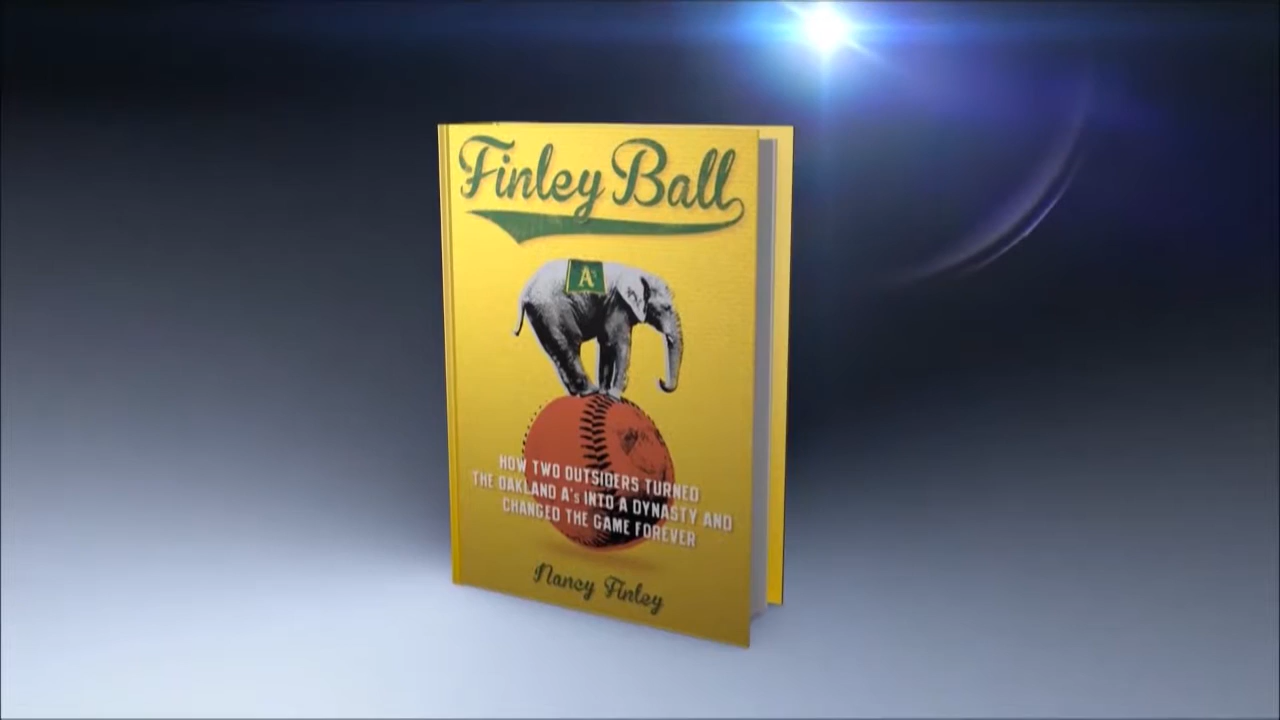 Finley Ball
A's
HOW TWO OUTSIDERS TURNED
THE OAKLAND A's INTO A DYNASTY AND
CHANGED THE GAME FOREVER
Nancy Finley